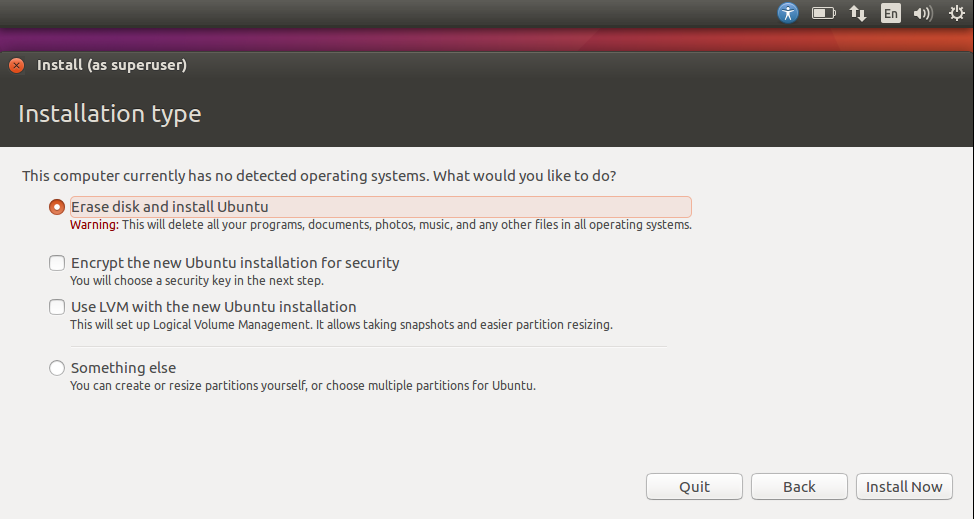 En
Install (as superuser)
Installation type
This computer currently has no detected operating systems. What would you like to do?
Erase disk and install Ubuntu
Warning: This will delete all your programs, documents, photos, music, and any other files in all operating systems.
Encrypt the new Ubuntu installation for security
You will choose a security key in the next step.
Use LVM with the new Ubuntu installation
This will set up Logical Volume Management. It allows taking snapshots and easier partition resizing.
Something else
You can create or resize partitions yourself, or choose multiple partitions for Ubuntu.
Quit Back Install Now